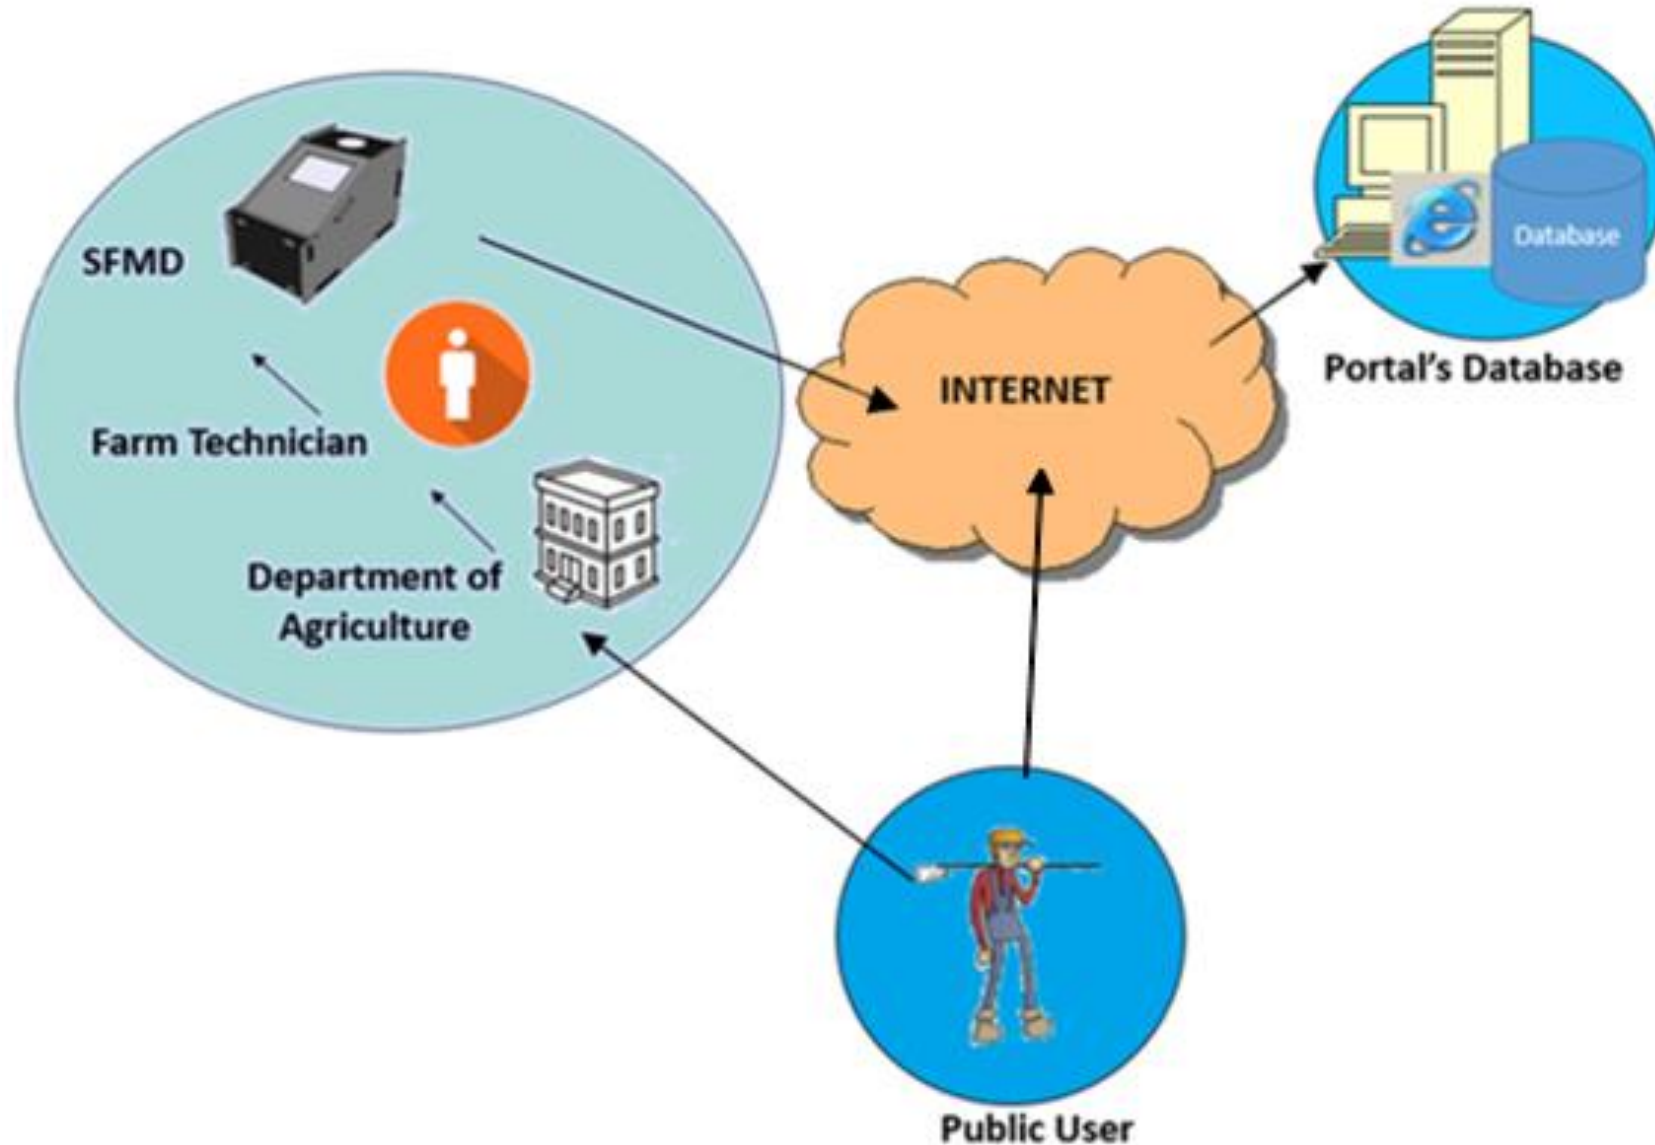 SFMD
Farm Technician
Department of
Agriculture
INTERNET
Database
Portal's Database
Public User